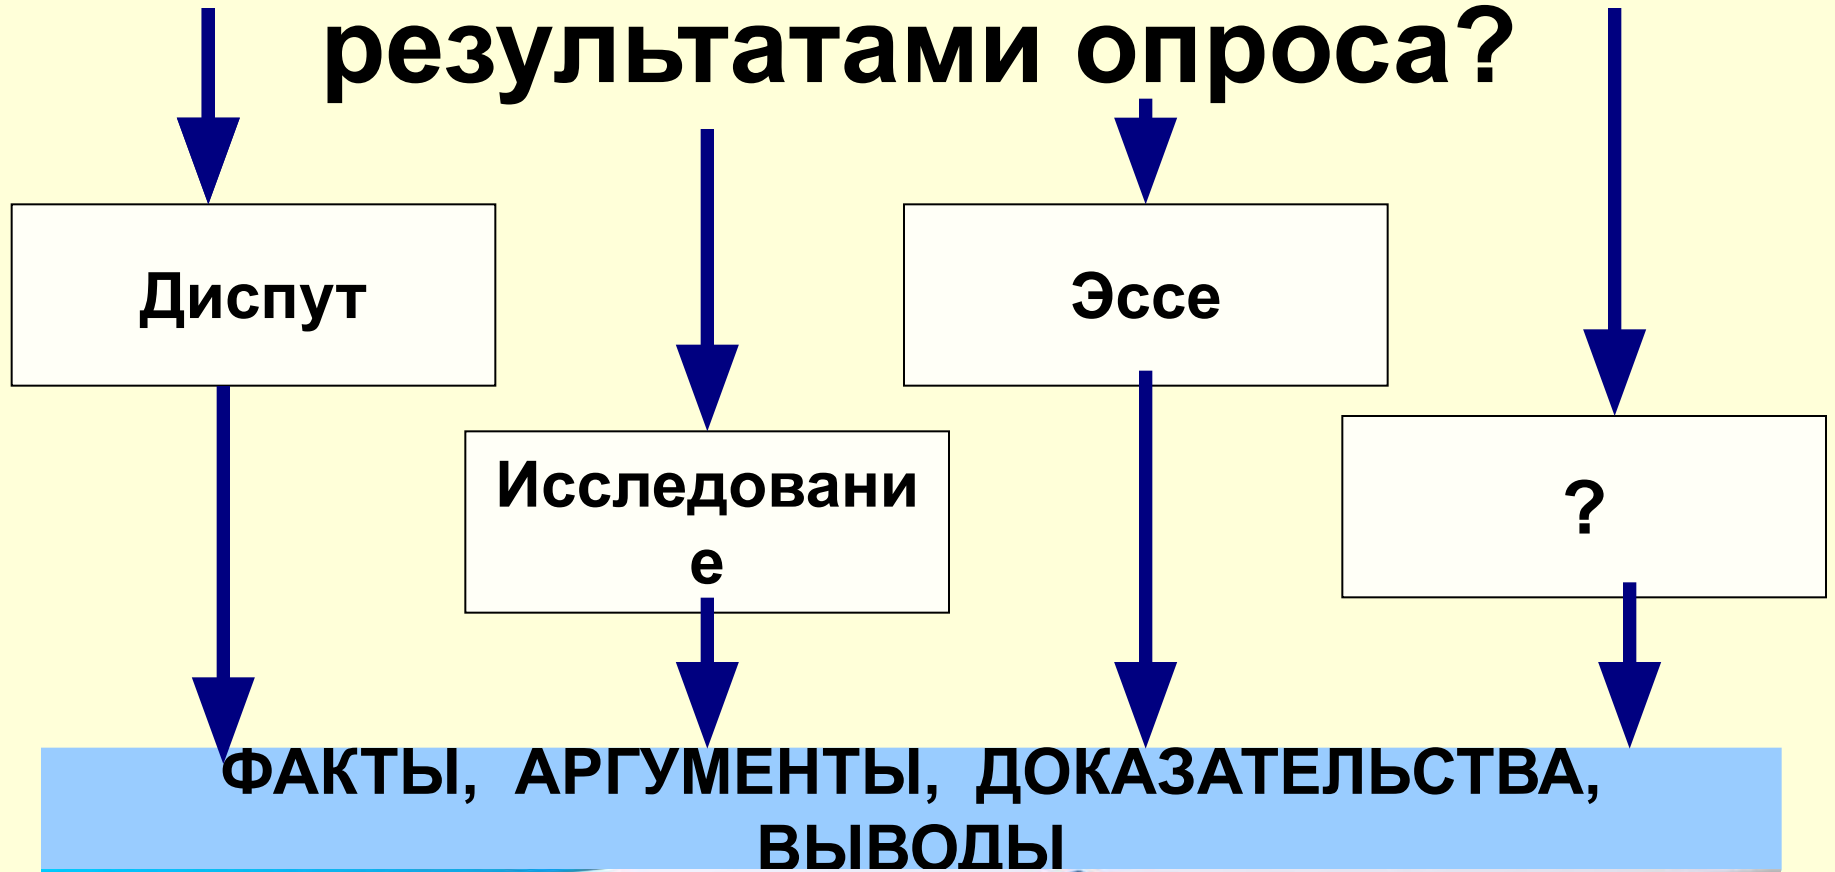 результатами опроса?
Диспут
Эссе
Исследовани
е
?
ФАКТЫ, АРГУМЕНТЫ, ДОКАЗАТЕЛЬСТВА,
ВЫВОДЫ